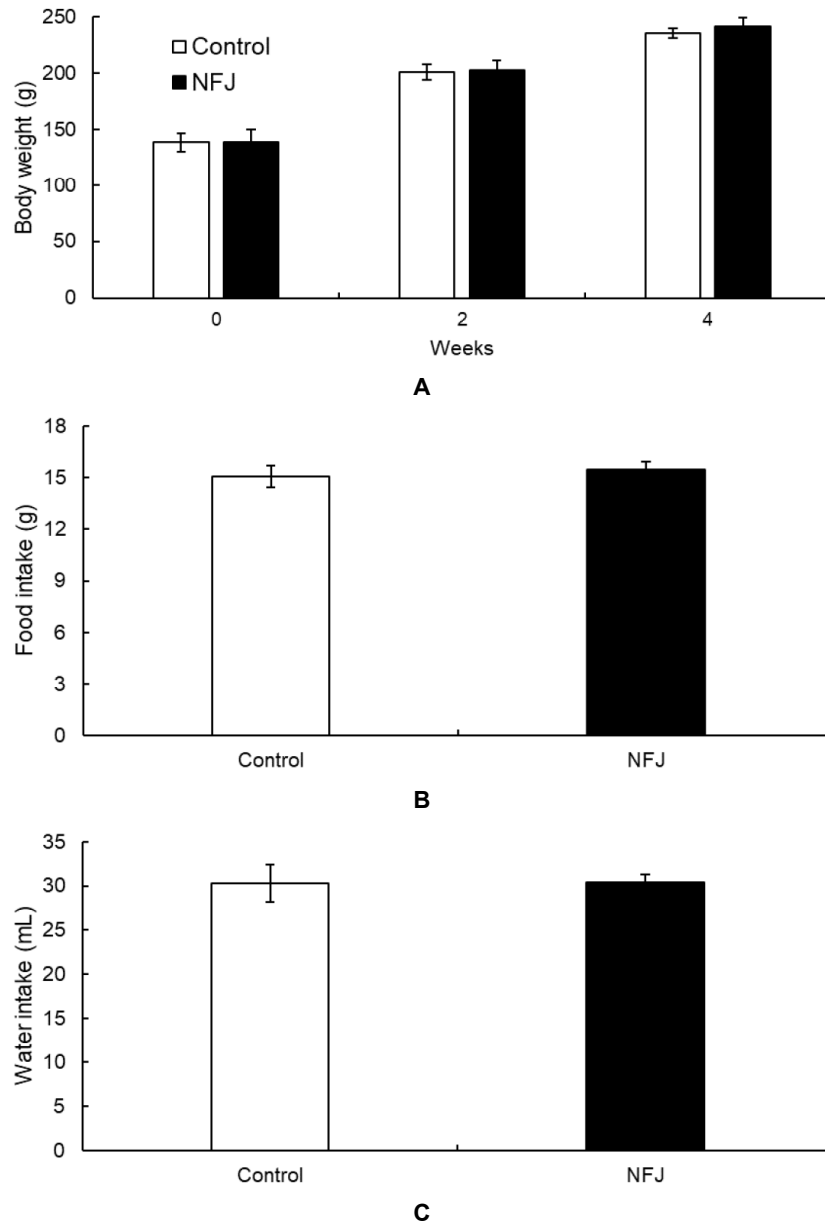 250
200
150
100
50
0
Body weight (g)
Control
NFJ
0 2 4
Weeks
A
18
15
12
9
6
3
0
Food intake (g)
Control NFJ
B
35
30
25
20
15
10
5
0
Water intake (mL)
Control NFJ
C